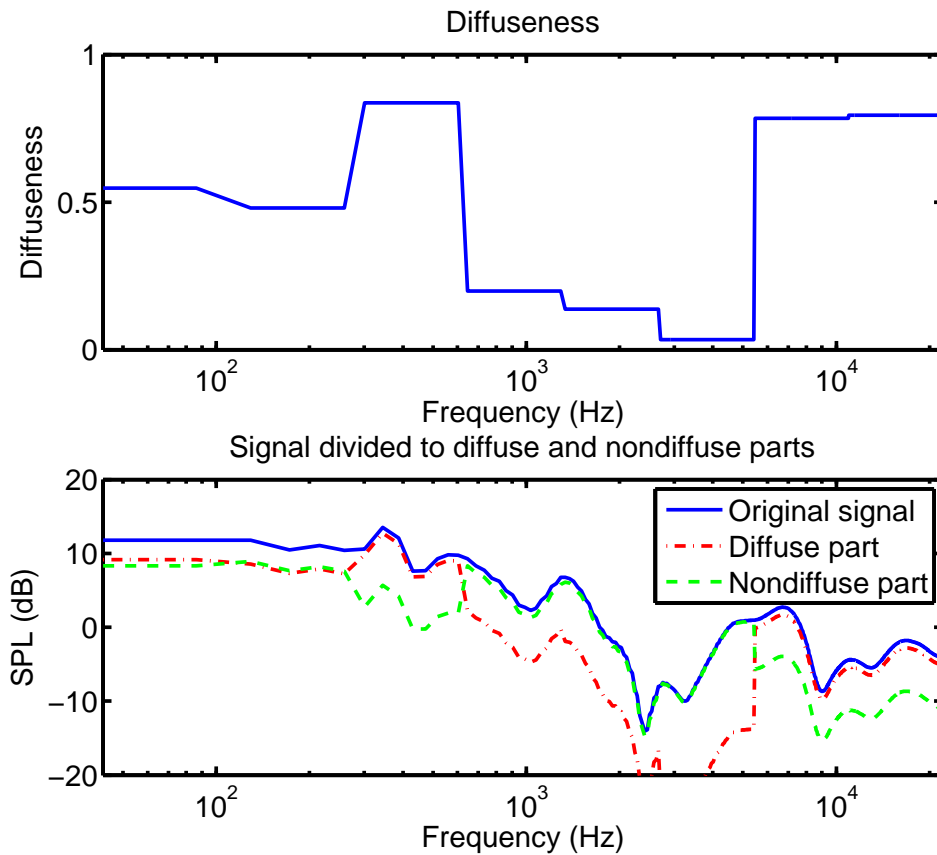 Diffuseness
1
0.5
0
Diffuseness
10^2
10^3
10^4
Frequency (Hz)
Signal divided to diffuse and nondiffuse parts
20
10
0
−10
−20
SPL (dB)
Original signal
Diffuse part
Nondiffuse part
10^2
10^3
10^4
Frequency (Hz)